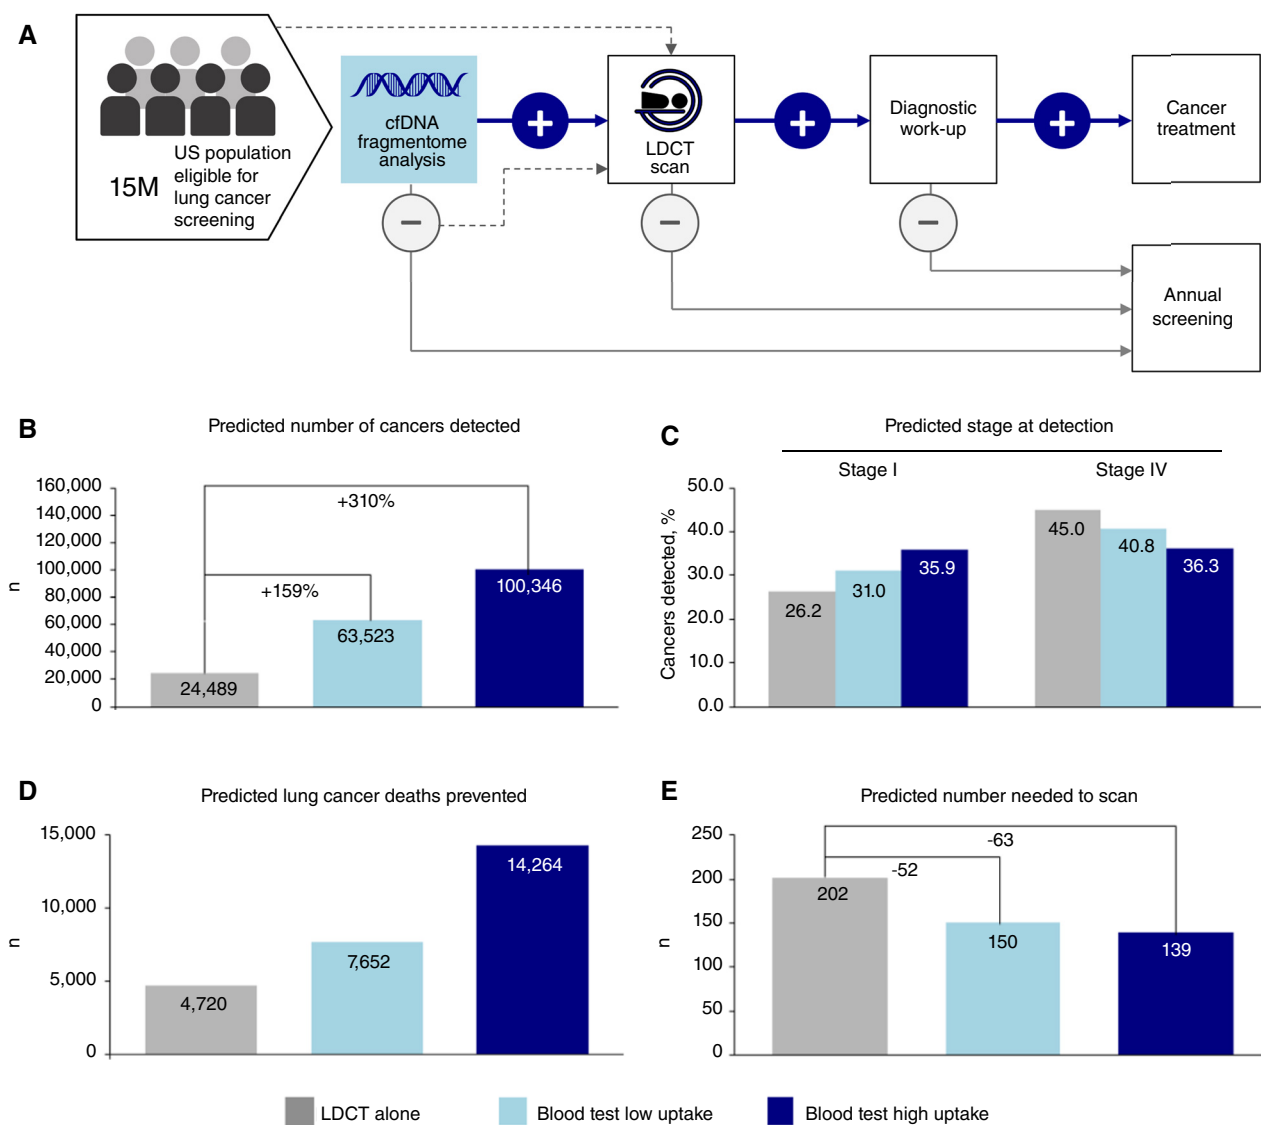 A
15M
US population
eligible for
lung cancer
screening
cfDNA
fragmentome
analysis
+
LDCT
scan
+
Diagnostic
work-up
+
Cancer
treatment
−
−
−
Annual
screening
B
Predicted number of cancers detected
n
160,000
140,000
120,000
100,000
80,000
60,000
40,000
20,000
0
+310%
+159%
24,489
63,523
100,346
C
Predicted stage at detection
Stage I
Stage IV
Cancers detected, %
50.0
40.0
30.0
20.0
10.0
0.0
26.2
31.0
35.9
45.0
40.8
36.3
D
Predicted lung cancer deaths prevented
n
15,000
10,000
5,000
0
4,720
7,652
14,264
E
Predicted number needed to scan
n
250
200
150
100
50
0
-63
-52
202
150
139
LDCT alone
Blood test low uptake
Blood test high uptake